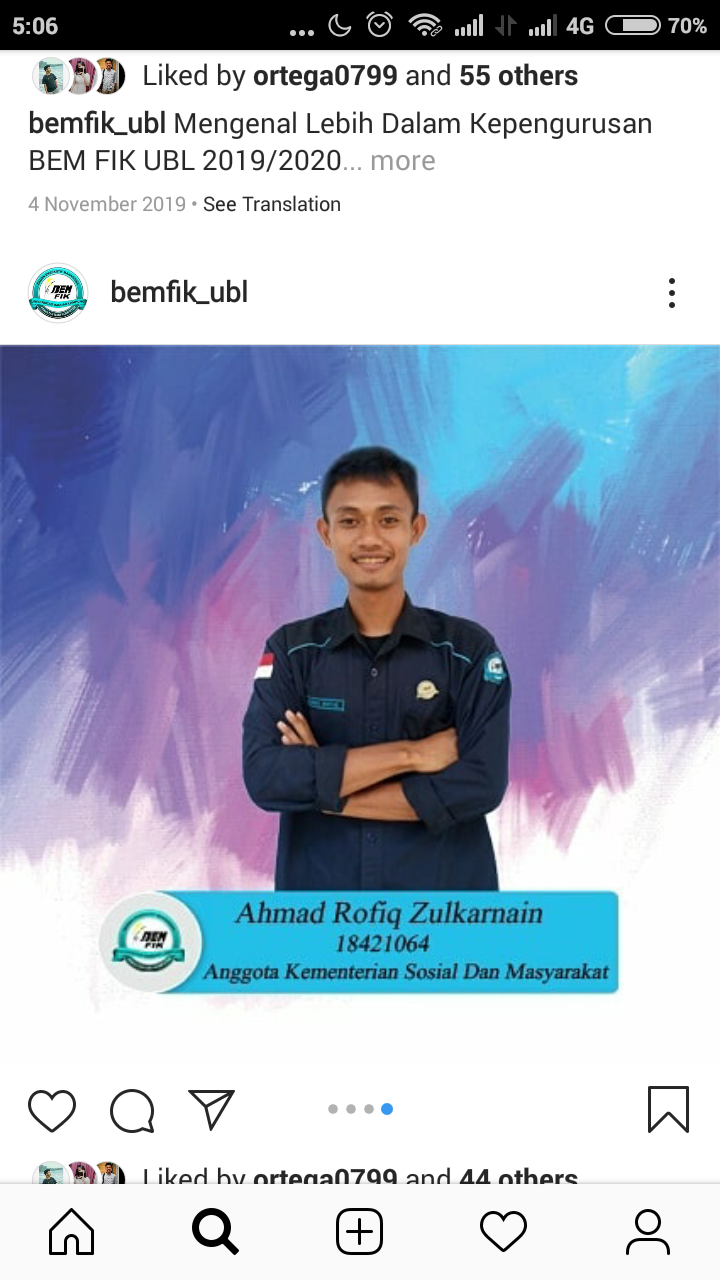 5:06
4G
70%
Liked by ortega0799 and 55 others
bemfik_ubl Mengenal Lebih Dalam Kepengurusan
BEM FIK UBL 2019/2020... more
4 November 2019 • See Translation
BEM
FIK
bemfik_ubl
Ahmad Rofiq Zulkarnain
18421064
Anggota Kementerian Sosial Dan Masyarakat
BEM
FIK
Liked by ortega0799 and 44 others